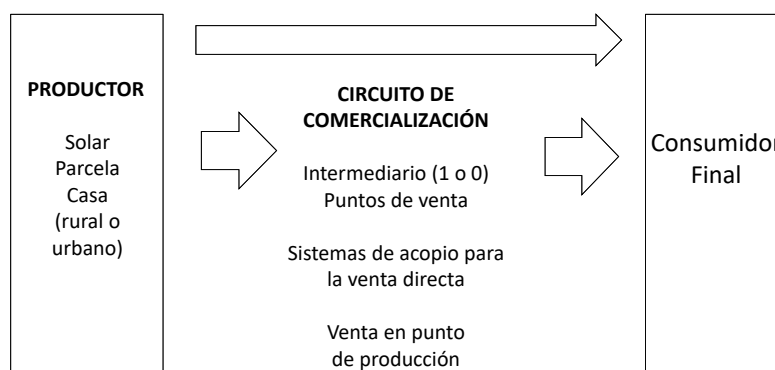 PRODUCTOR
Solar
Parcela
Casa
(rural o
urbano)
CIRCUITO DE
COMERCIALIZACIÓN
Intermediario (1 o 0)
Puntos de venta
Sistemas de acopio para
la venta directa
Venta en punto
de producción
Consumidor
Final